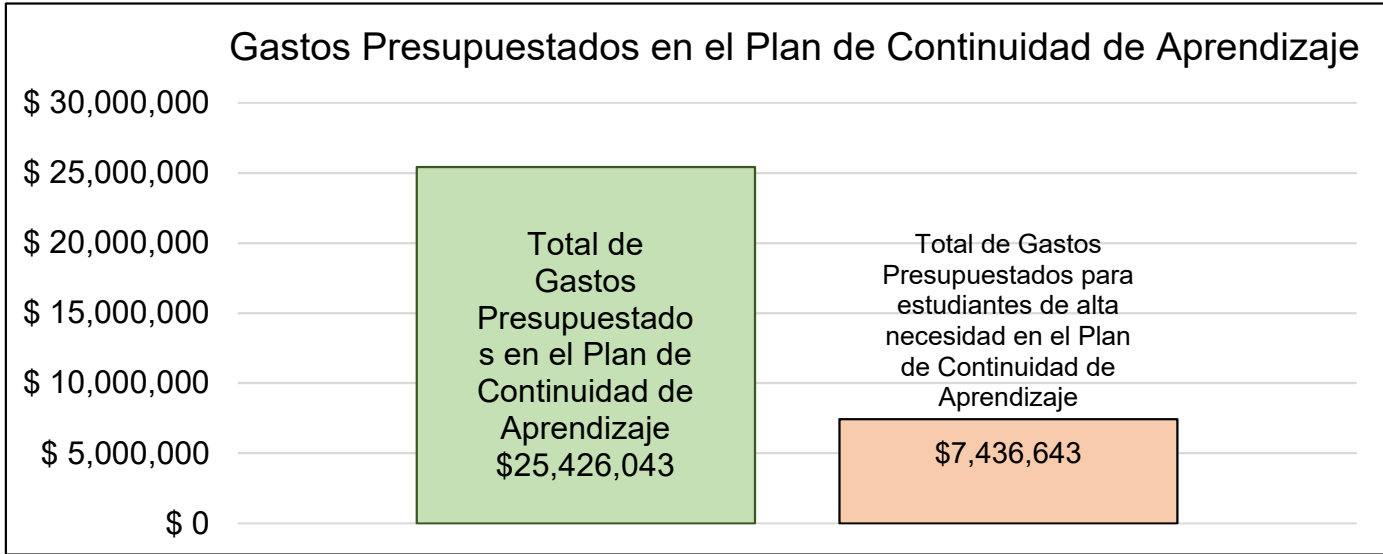 Gastos Presupuestados en el Plan de Continuidad de Aprendizaje
$ 30,000,000
$ 25,000,000
$ 20,000,000
$ 15,000,000
$ 10,000,000
$ 5,000,000
$ 0
Total de
Gastos
Presupuestado
s en el Plan de
Continuidad de
Aprendizaje
$25,426,043
Total de Gastos
Presupuestados para
estudiantes de alta
necesidad en el Plan
de Continuidad de
Aprendizaje
$7,436,643